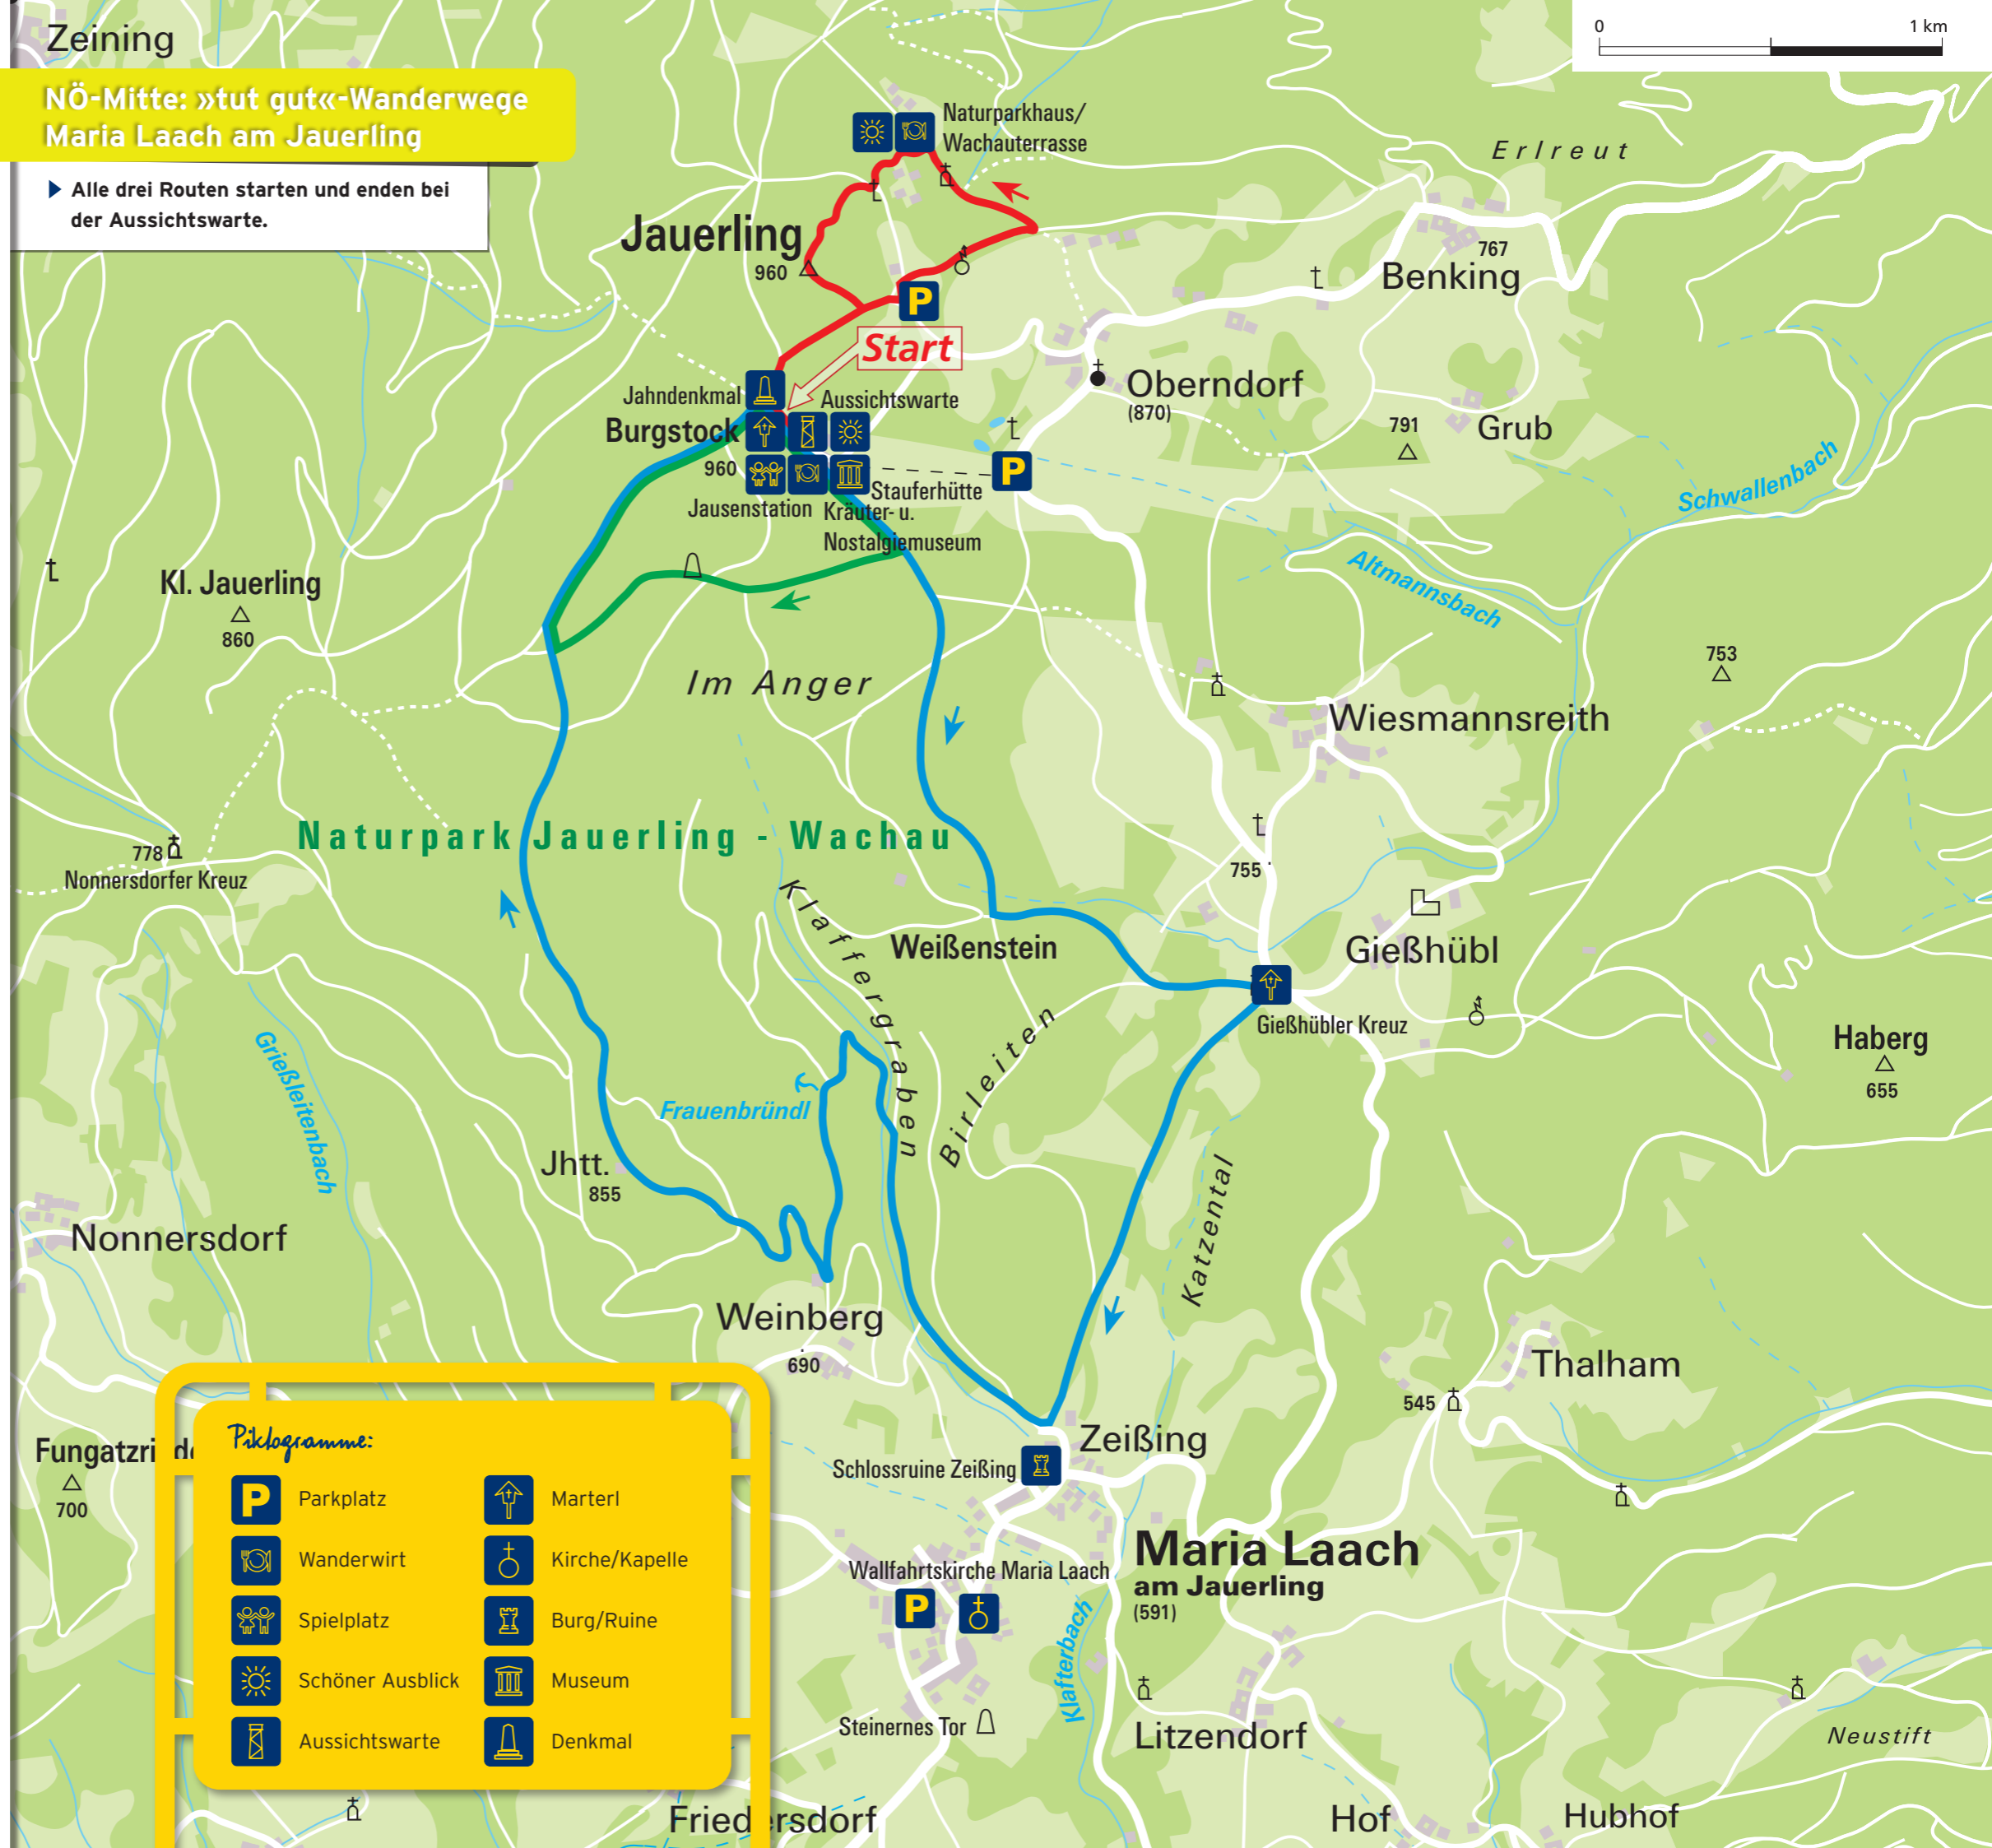 Zeining
0 1 km
NÖ-Mitte: »tut gut«-Wanderwege
Maria Laach am Jauerling
Alle drei Routen starten und enden bei
der Aussichtswarte.
Naturparkhaus/
Wachauterrasse
Erlreut
Jauerling
960
767
Benking
P
Start
Oberndorf
(870)
Jahndenkmal
Aussichtswarte
Burgstock
960
791
Grub
P
Schwallenbach
Stauferhütte
Jausenstation
Kräuter- u.
Nostalgiemuseum
Altmannsbach
Kl. Jauerling
860
753
Im Anger
Wiesmannsreith
Naturpark Jauerling - Wachau
778
Nonnersdorfer Kreuz
755
Klaffergraben
Weißenstein
Gießhübl
Gießhübler Kreuz
Birleiten
Haberg
655
Grießleitenbach
Frauenbründl
Jhtt.
855
Katzental
Nonnersdorf
Weinberg
690
Thalham
545
Zeißing
Schlossruine Zeißing
Fungatzriede
700
Piktogramme:
P Parkplatz
Marterl
Wanderwirt
Kirche/Kapelle
Spielplatz
Burg/Ruine
Schöner Ausblick
Museum
Aussichtswarte
Denkmal
Maria Laach
am Jauerling
(591)
Wallfahrtskirche Maria Laach
P
Klafterbach
Steinernes Tor
Litzendorf
Neustift
Friedersdorf
Hof
Hubhof